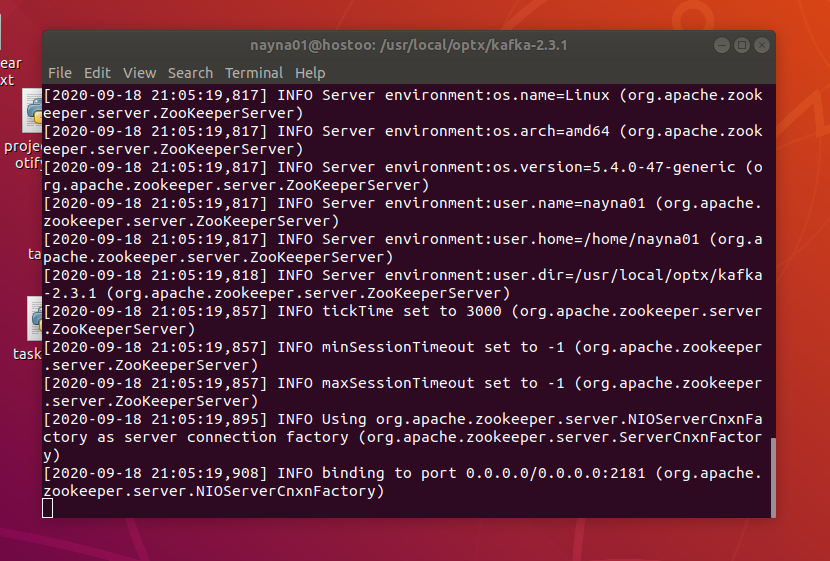 nayna01@hostoo: /usr/local/optx/kafka-2.3.1
File Edit View Search Terminal Help
[2020-09-18 21:05:19,817] INFO Server environment:os.name=Linux (org.apache.zook
eeper.server.ZooKeeperServer)
[2020-09-18 21:05:19,817] INFO Server environment:os.arch=amd64 (org.apache.zook
eeper.server.ZooKeeperServer)
[2020-09-18 21:05:19,817] INFO Server environment:os.version=5.4.0-47-generic (o
rg.apache.zookeeper.server.ZooKeeperServer)
[2020-09-18 21:05:19,817] INFO Server environment:user.name=nayna01 (org.apache.
zookeeper.server.ZooKeeperServer)
[2020-09-18 21:05:19,817] INFO Server environment:user.home=/home/nayna01 (org.a
pache.zookeeper.server.ZooKeeperServer)
[2020-09-18 21:05:19,818] INFO Server environment:user.dir=/usr/local/optx/kafka
-2.3.1 (org.apache.zookeeper.server.ZooKeeperServer)
[2020-09-18 21:05:19,857] INFO tickTime set to 3000 (org.apache.zookeeper.server
.ZooKeeperServer)
[2020-09-18 21:05:19,857] INFO minSessionTimeout set to -1 (org.apache.zookeeper
.server.ZooKeeperServer)
[2020-09-18 21:05:19,857] INFO maxSessionTimeout set to -1 (org.apache.zookeeper
.server.ZooKeeperServer)
[2020-09-18 21:05:19,895] INFO Using org.apache.zookeeper.server.NIOServerCnxnFa
ctory as server connection factory (org.apache.zookeeper.server.ServerCnxnFactor
y)
[2020-09-18 21:05:19,908] INFO binding to port 0.0.0.0/0.0.0.0:2181 (org.apache.
zookeeper.server.NIOServerCnxnFactory)
ear
xt
proje
otify
ta
task